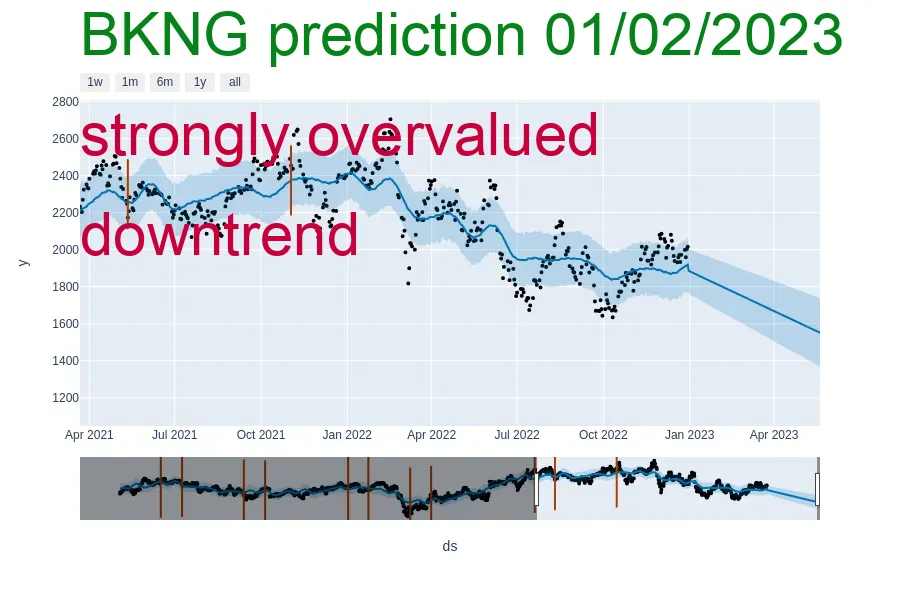 BKNG prediction 01/02/2023
1w 1m 6m 1y all
2800
strongly overvalued
2600
2400
2200
downtrend
2000
y
1800
1600
1400
1200
Apr 2021 Jul 2021 Oct 2021 Jan 2022 Apr 2022 Jul 2022 Oct 2022 Jan 2023 Apr 2023
ds